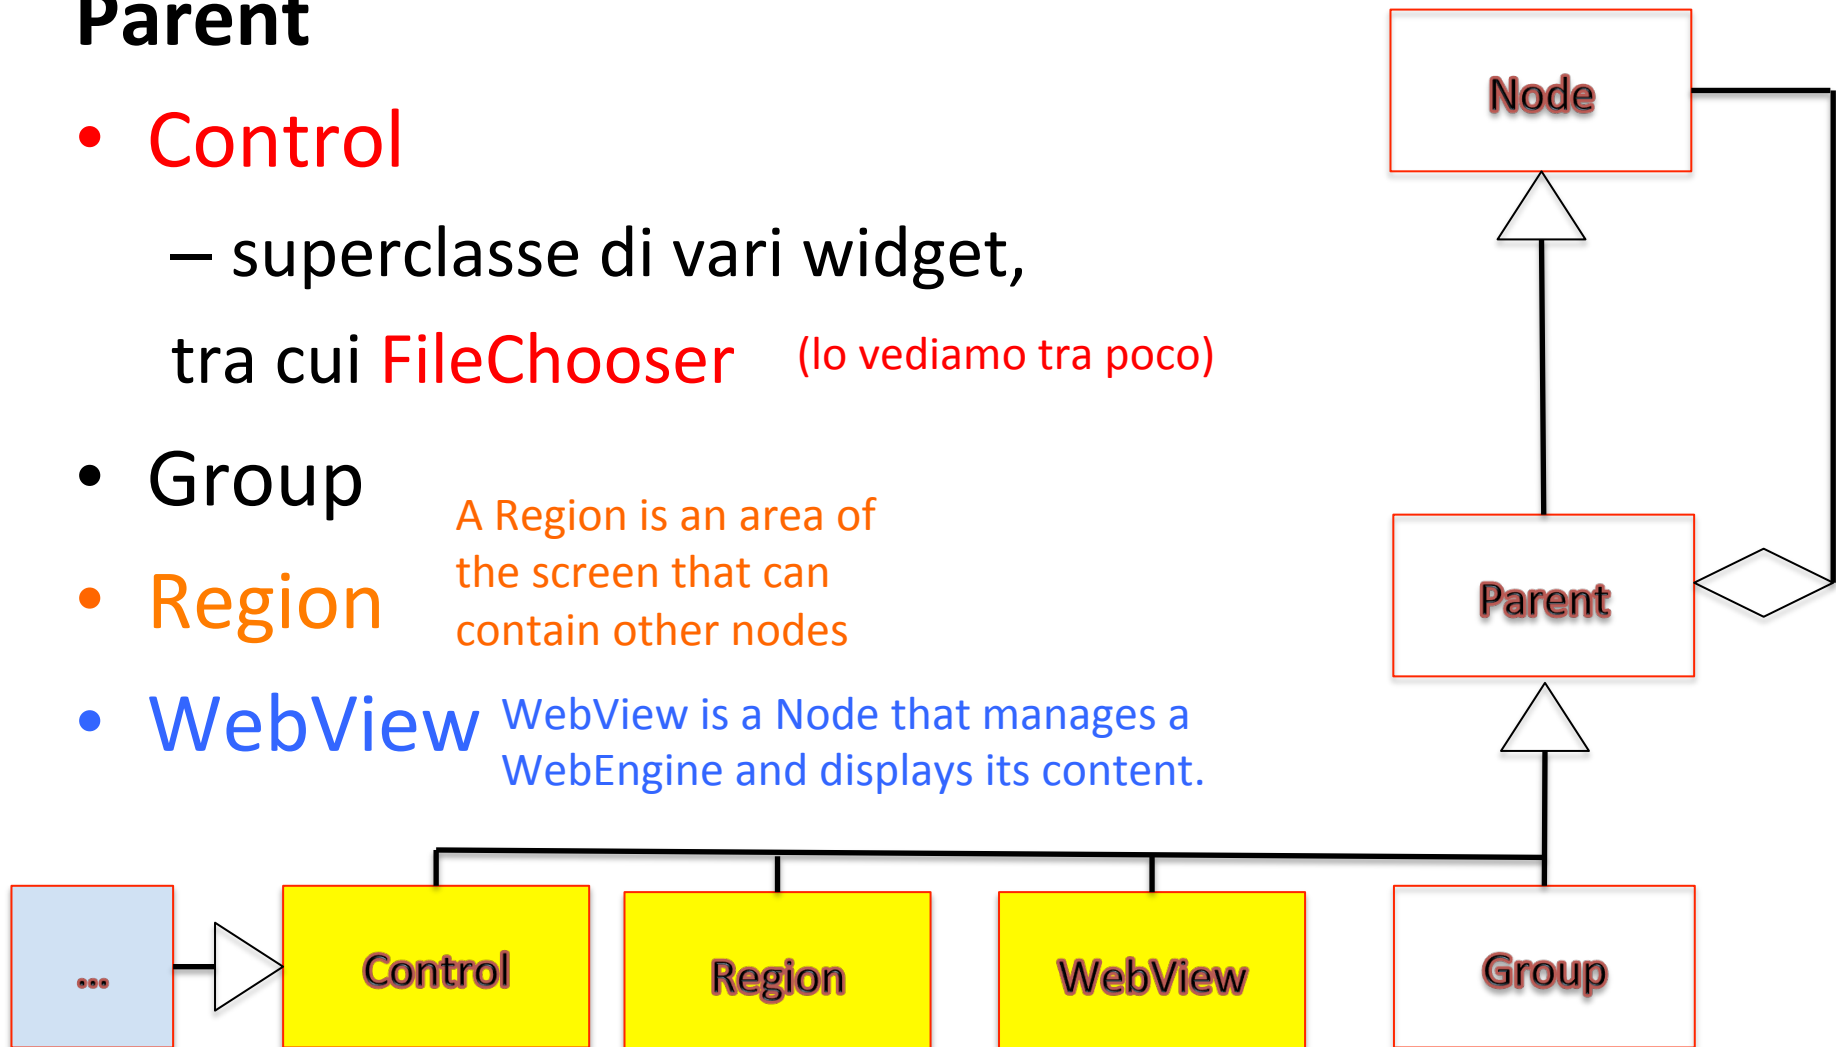 Parent
• Control
– superclasse di vari widget,
tra cui FileChooser (lo vediamo tra poco)
• Group
• Region
A Region is an area of
the screen that can
contain other nodes
• WebView
WebView is a Node that manages a
WebEngine and displays its content.
Node
Parent
...
Control
Region
WebView
Group